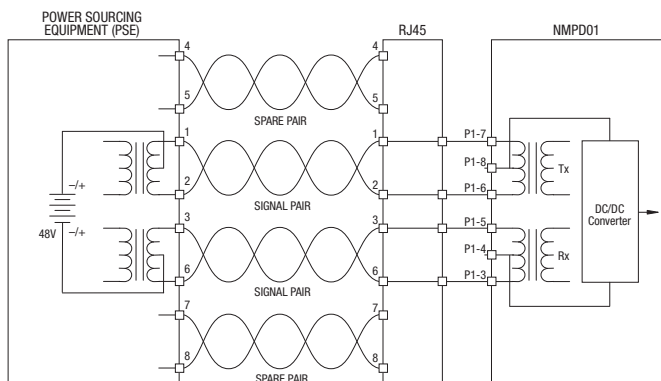 POWER SOURCING
EQUIPMENT (PSE)
RJ45
NMPD01
4
4
5
5
SPARE PAIR
1
1
P1-7
P1-8
Tx
2
2
P1-6
SIGNAL PAIR
–/+
48V
–/+
3
3
P1-5
P1-4
Rx
6
6
P1-3
SIGNAL PAIR
DC/DC
Converter
7
7
8
8
SPARE PAIR